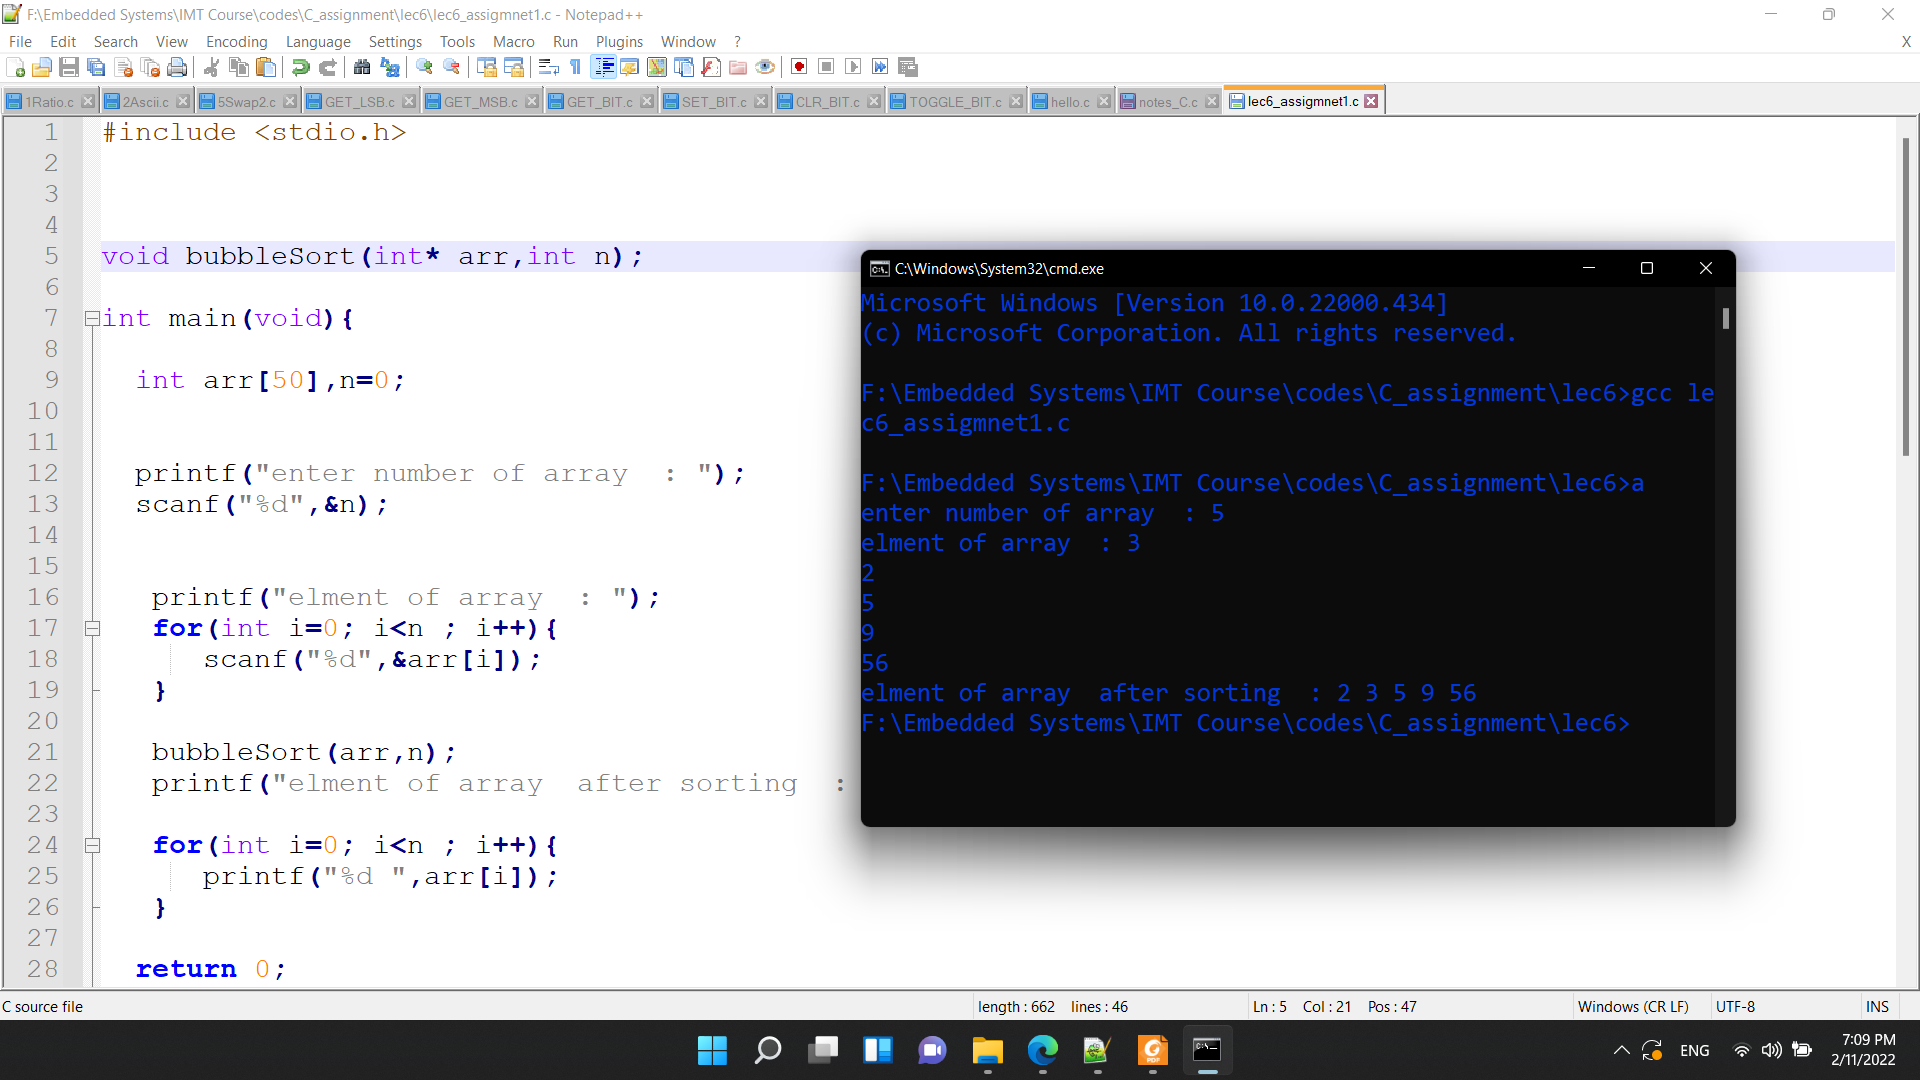 F:\Embedded Systems\IMT Course\codes\C_assignment\lec6\lec6_assigmnet1.c - Notepad++
File Edit Search View Encoding Language Settings Tools Macro Run Plugins Window ? X
1Ratio.c 2Ascii.c 5Swap2.c GET_LSB.c GET_MSB.c GET_BIT.c SET_BIT.c CLR_BIT.c TOGGLE_BIT.c hello.c notes_C.c lec6_assigmnet1.c
1 #include <stdio.h>
2
3
4
5 void bubbleSort(int* arr,int n);
6
7 int main(void){
8
9 int arr[50],n=0;
10
11
12 printf("enter number of array  : ");
13 scanf("%d",&n);
14
15
16 printf("elment of array  : ");
17 for(int i=0; i<n ; i++){
18 scanf("%d",&arr[i]);
19 }
20
21 bubbleSort(arr,n);
22 printf("elment of array  after sorting  :
23
24 for(int i=0; i<n ; i++){
25 printf("%d ",arr[i]);
26 }
27
28 return 0;
C:\Windows\System32\cmd.exe
Microsoft Windows [Version 10.0.22000.434]
(c) Microsoft Corporation. All rights reserved.
F:\Embedded Systems\IMT Course\codes\C_assignment\lec6>gcc le
c6_assigmnet1.c
F:\Embedded Systems\IMT Course\codes\C_assignment\lec6>a
enter number of array  : 5
elment of array  : 3
2
5
9
56
elment of array  after sorting  : 2 3 5 9 56
F:\Embedded Systems\IMT Course\codes\C_assignment\lec6>
C source file length : 662 lines : 46 Ln : 5 Col : 21 Pos : 47 Windows (CR LF) UTF-8 INS
ENG 7:09 PM
2/11/2022